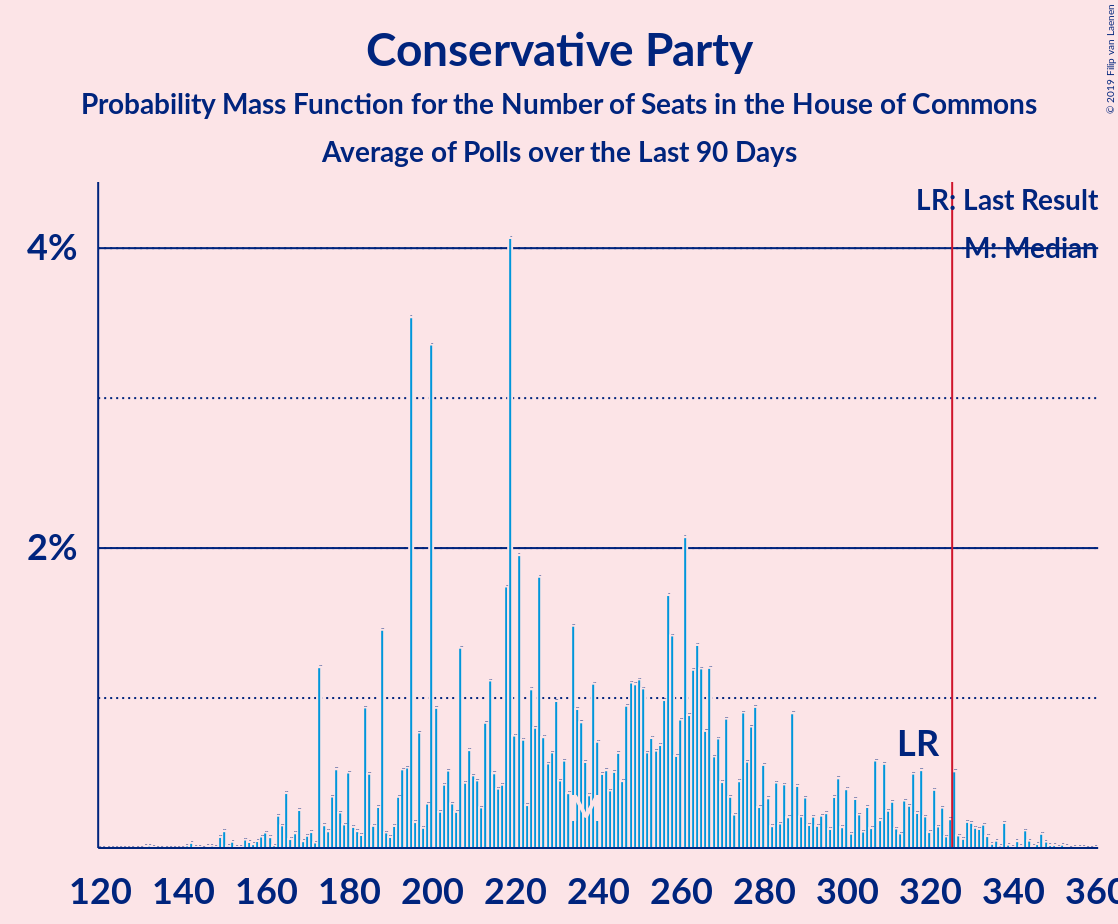 Conservative Party
Probability Mass Function for the Number of Seats in the House of Commons
Average of Polls over the Last 90 Days
© 2019 Filip van Laenen
LR: Last Result
M: Median
4%
2%
LR
M
120 140 160 180 200 220 240 260 280 300 320 340 360